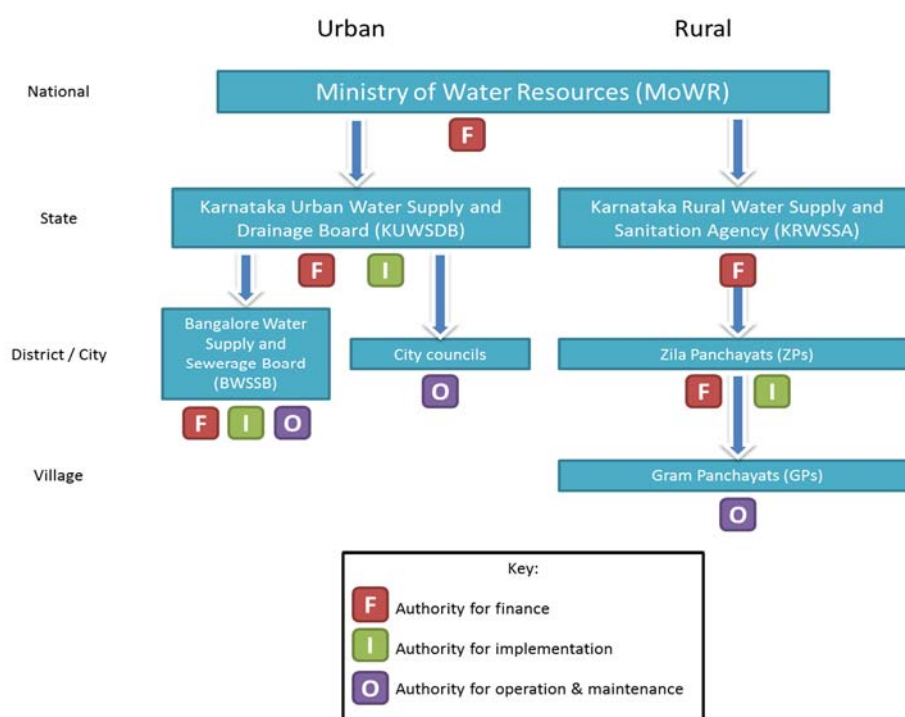 Urban
Rural
National
Ministry of Water Resources (MoWR)
F
State
Karnataka Urban Water Supply and
Drainage Board (KUWSDB)
Karnataka Rural Water Supply and
Sanitation Agency (KRWSSA)
F
I
F
District / City
Bangalore Water
Supply and
Sewerage Board
(BWSSB)
City councils
Zila Panchayats (ZPs)
F
I
O
O
F
I
Village
Gram Panchayats (GPs)
O
Key:
F Authority for finance
I Authority for implementation
O Authority for operation & maintenance